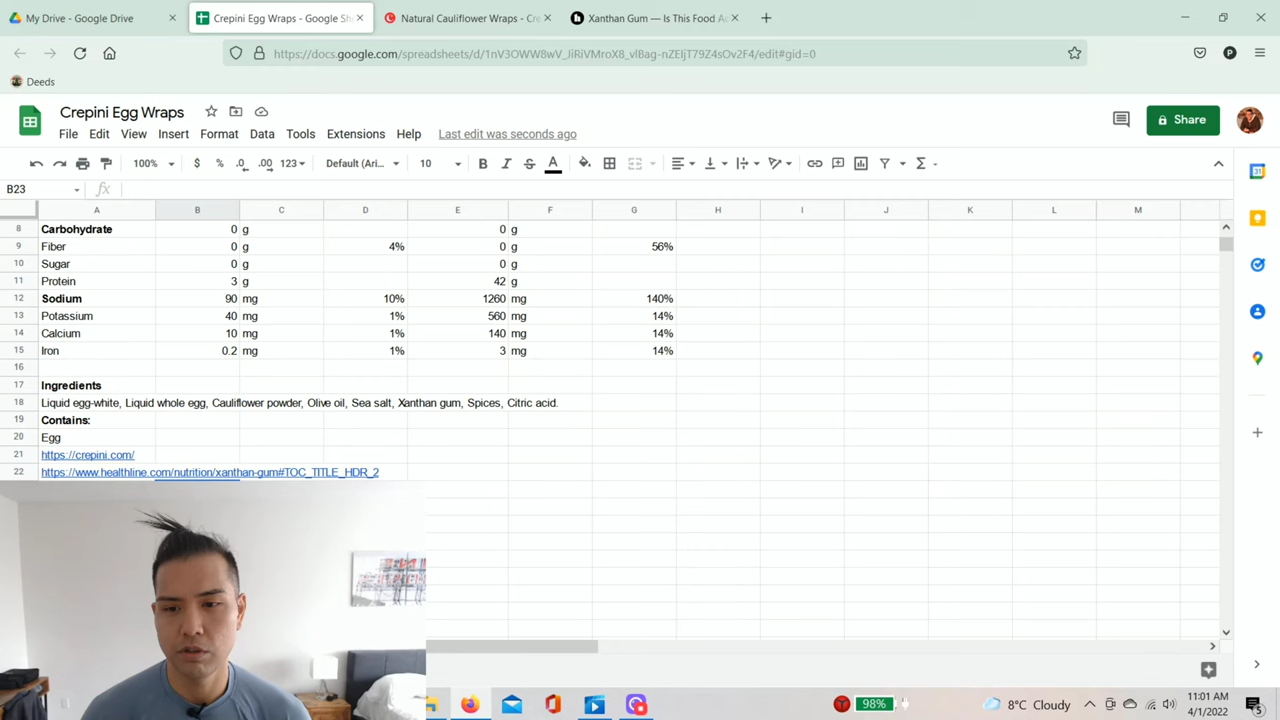 My Drive - Google Drive
Crepini Egg Wraps - Google She
Natural Cauliflower Wraps - Cre
Xanthan Gum — Is This Food Ad
https://docs.google.com/spreadsheets/d/1nV3OWW8wV_JiRiVMroX8_vlBag-nZEIjT79Z4sOv2F4/edit#gid=0
Deeds
Crepini Egg Wraps
File Edit View Insert Format Data Tools Extensions Help Last edit was seconds ago
Share
100% $ % .0 .00 123 Default (Ari... 10 B I S A
B23 fx
A B C D E F G H I J K L M
8 Carbohydrate 0 g 0 g
9 Fiber 0 g 4% 0 g 56%
10 Sugar 0 g 0 g
11 Protein 3 g 42 g
12 Sodium 90 mg 10% 1260 mg 140%
13 Potassium 40 mg 1% 560 mg 14%
14 Calcium 10 mg 1% 140 mg 14%
15 Iron 0.2 mg 1% 3 mg 14%
16
17 Ingredients
18 Liquid egg-white, Liquid whole egg, Cauliflower powder, Olive oil, Sea salt, Xanthan gum, Spices, Citric acid.
19 Contains:
20 Egg
21 https://crepini.com/
22 https://www.healthline.com/nutrition/xanthan-gum#TOC_TITLE_HDR_2
98%
8°C Cloudy
11:01 AM
4/1/2022
5